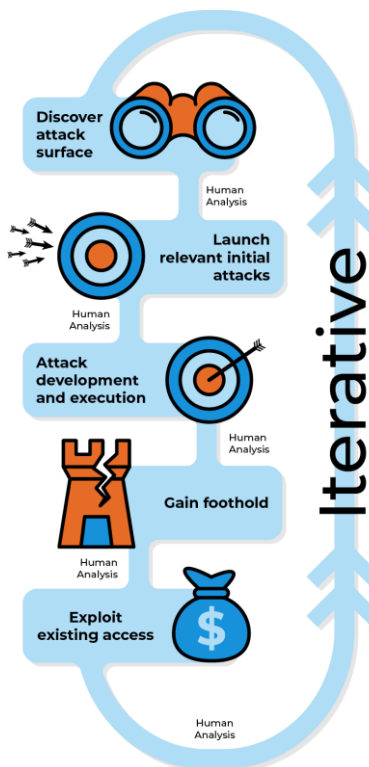 Discover
attack
surface
Human
Analysis
Launch
relevant initial
attacks
Human
Analysis
Attack
development
and execution
Human
Analysis
Gain foothold
Human
Analysis
Exploit
existing access
$
Human
Analysis
Iterative